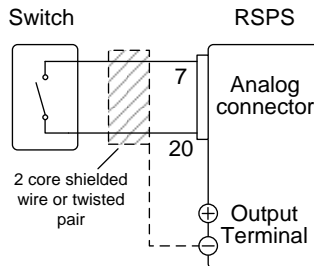 Switch
RSPS
7
Analog
connector
20
2 core shielded
wire or twisted
pair
+
Output
Terminal
−